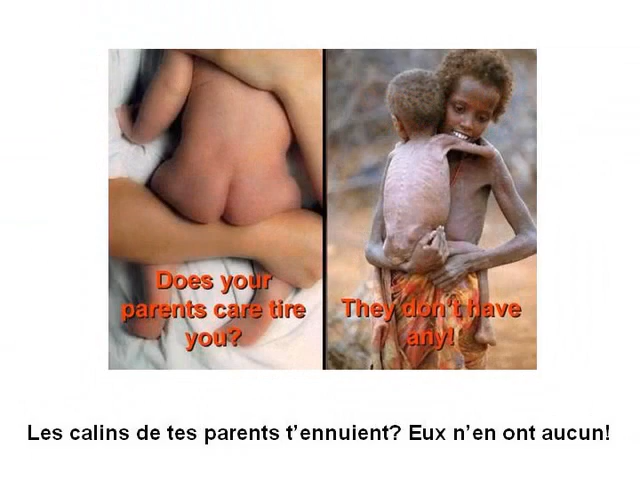 Does your
parents care tire
you?
They don't have
any!
Les calins de tes parents t'ennuient? Eux n'en ont aucun!